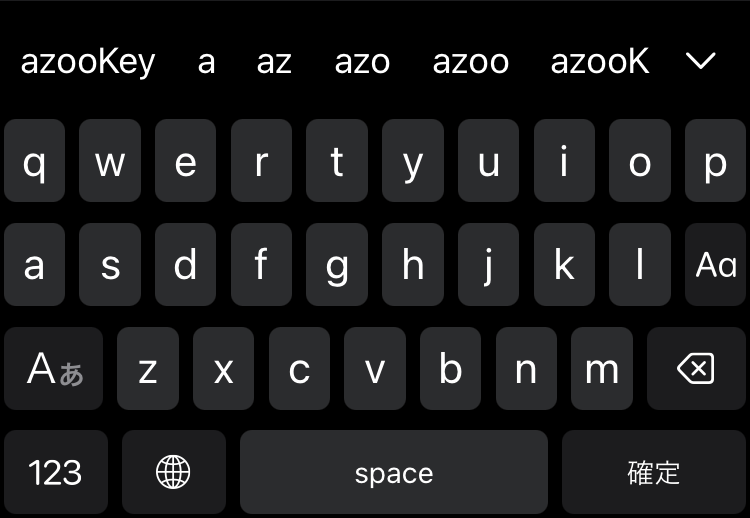 azooKey a az azo azoo azooK
q w e r t y u i o p
a s d f g h j k l Aa
Aあ z x c v b n m
123 space 確定